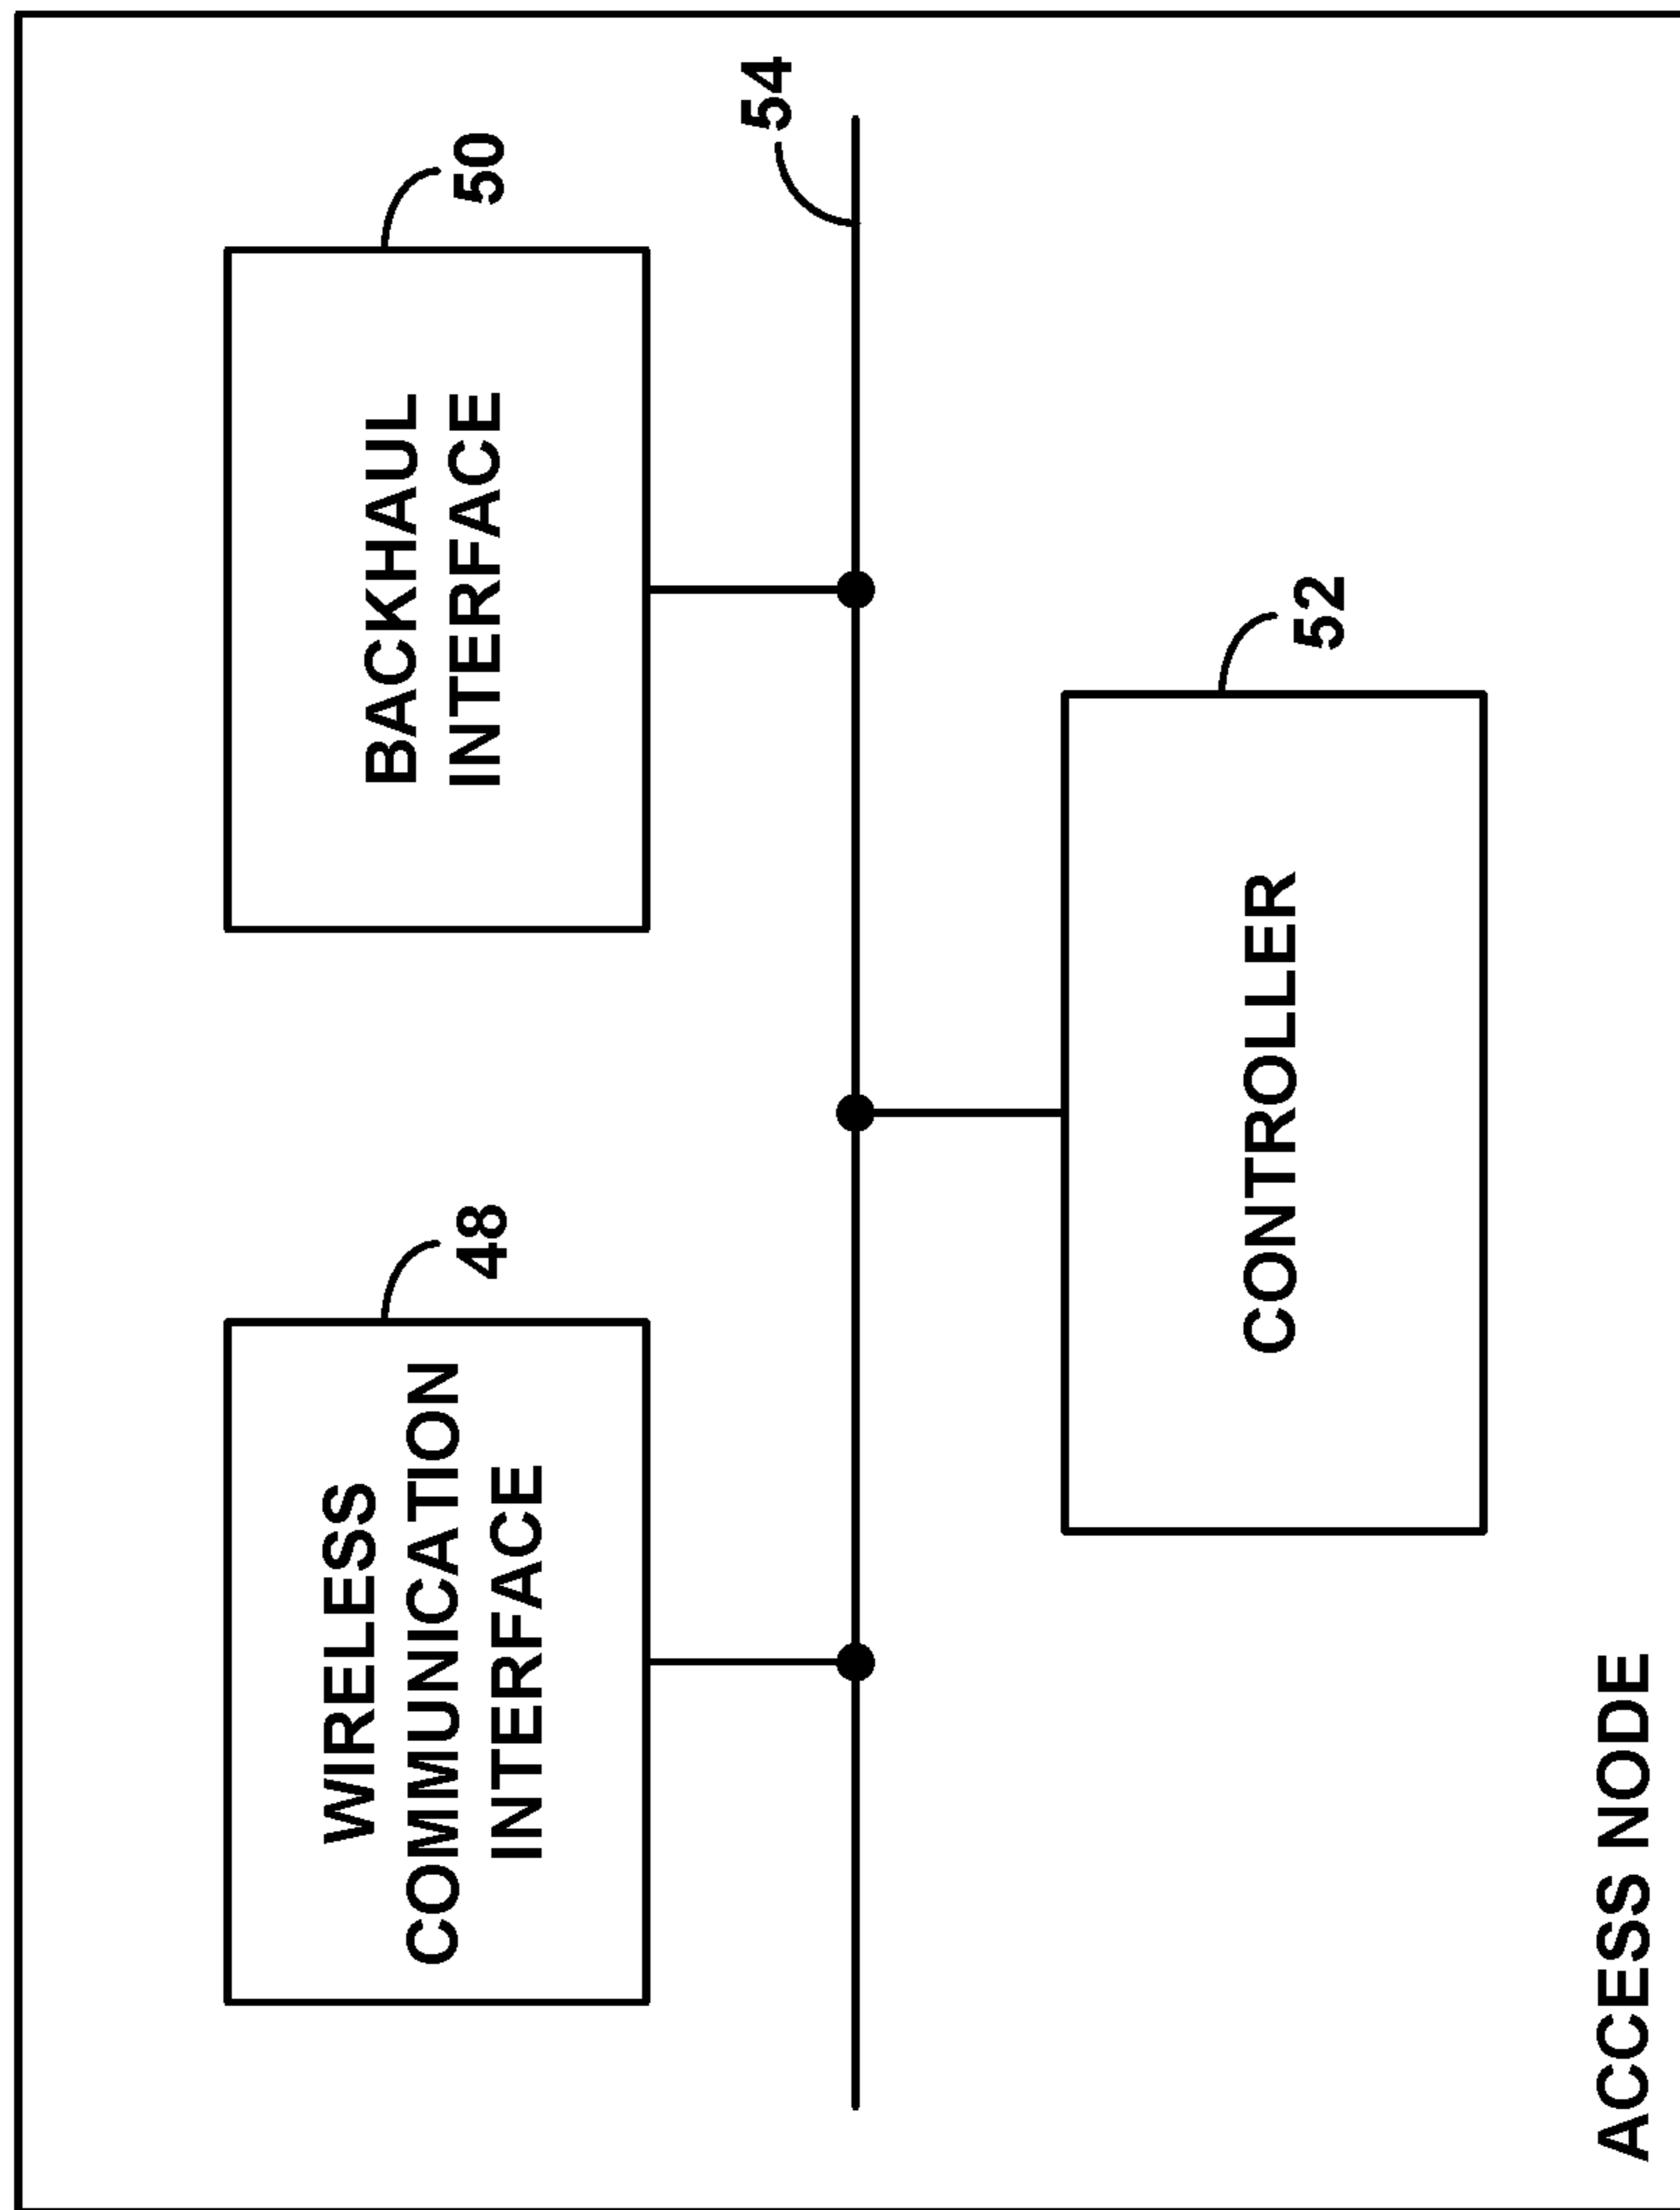 WIRELESS
COMMUNICATION
INTERFACE
48
BACKHAUL
INTERFACE
50
54
CONTROLLER
52
ACCESS NODE